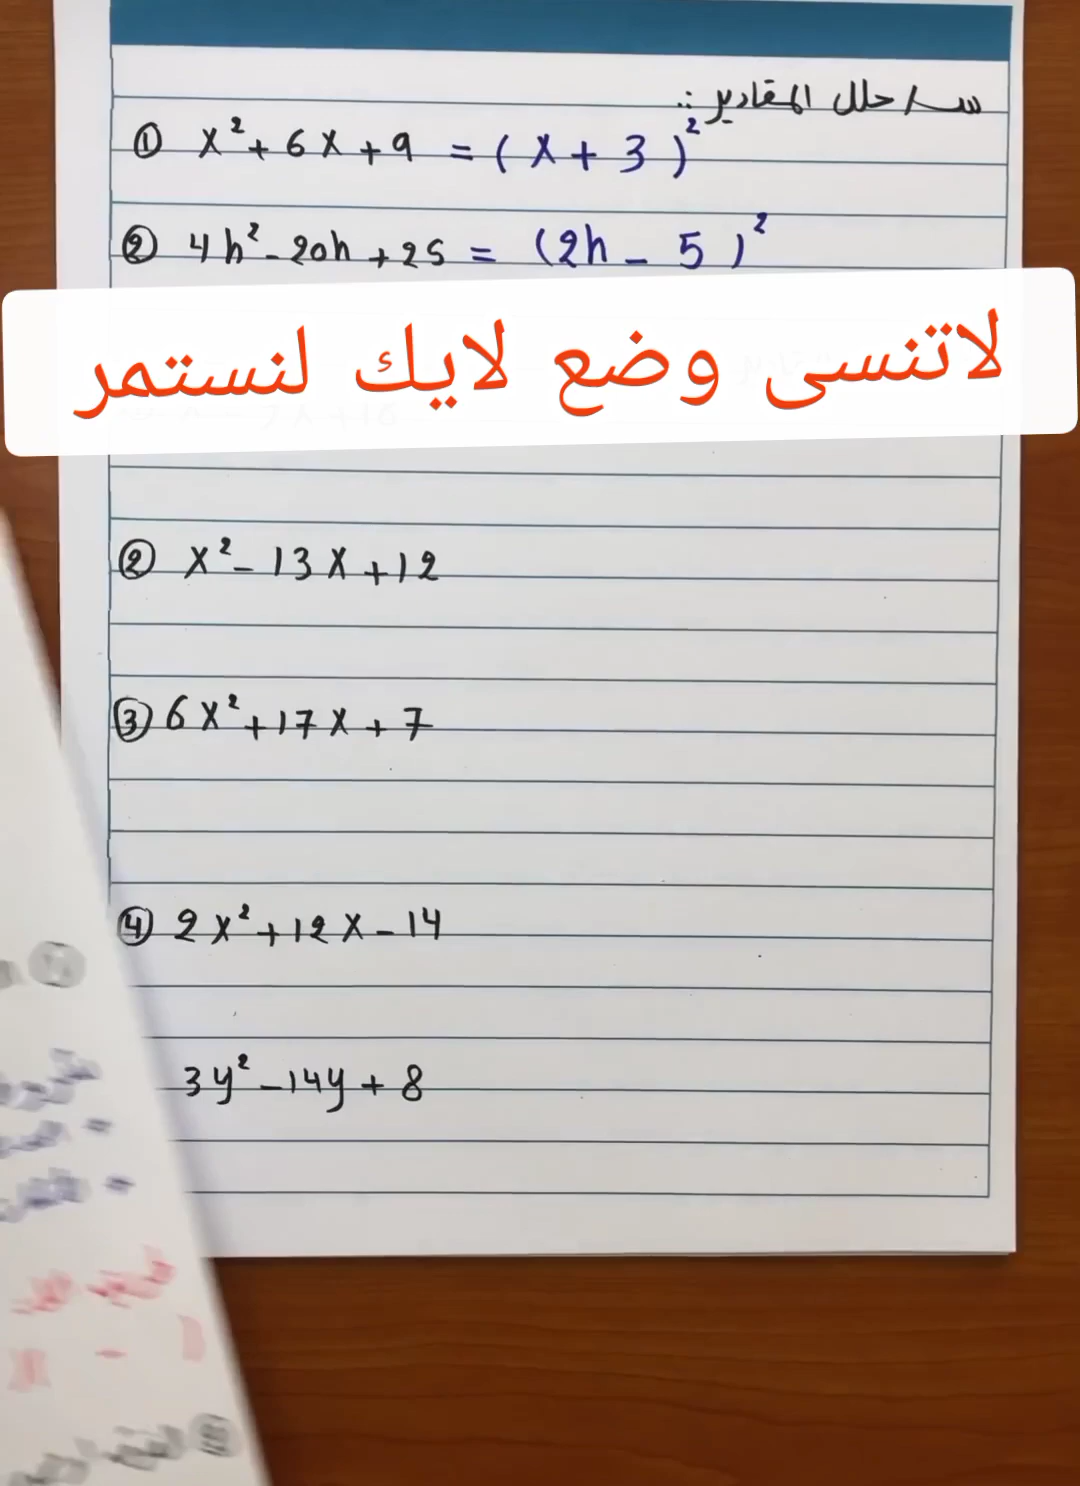 س١/ حلل المقادير :.
① x² + 6x + 9 = (x + 3)²
② 4h² - 20h + 25 = (2h - 5)²
لاتنسى وضع لايك لنستمر
② x² - 13x + 12
③ 6x² + 17x + 7
④ 2x² + 12x - 14
3y² - 14y + 8